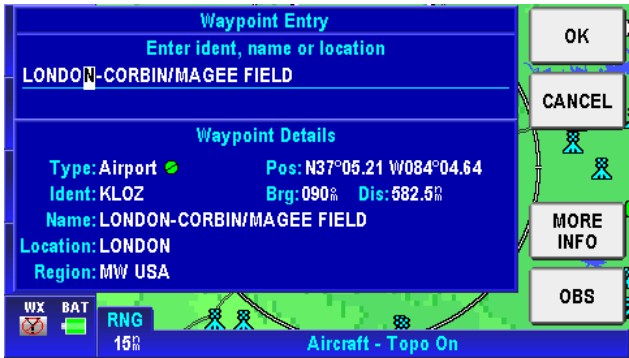 Waypoint Entry
Enter ident, name or location
LONDON-CORBIN/MAGEE FIELD
Waypoint Details
Type: Airport
Pos: N37°05.21 W084°04.64
Ident: KLOZ
Brg: 090°m Dis: 582.5nm
Name: LONDON-CORBIN/MAGEE FIELD
Location: LONDON
Region: MW USA
OK
CANCEL
MORE
INFO
OBS
WX BAT
RNG
15nm
Aircraft - Topo On